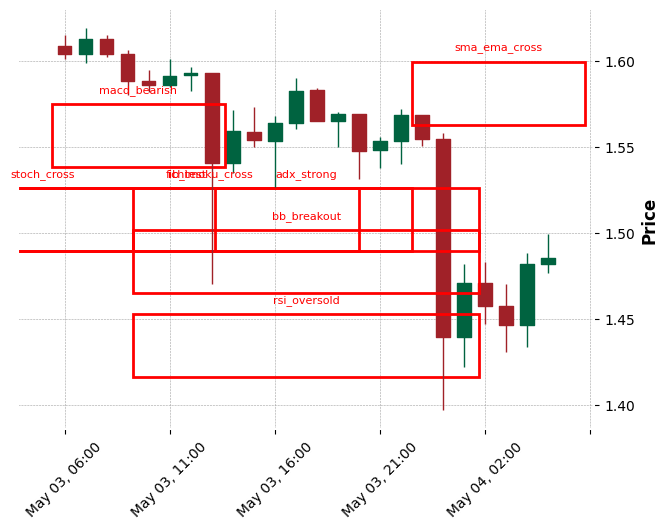 sma_ema_cross
1.60
macd_bearish
1.55
stoch_cross
adx_strong
bb_breakout
1.50
Price
rsi_oversold
1.45
1.40
May 03, 06:00
May 03, 11:00
May 03, 16:00
May 03, 21:00
May 04, 02:00